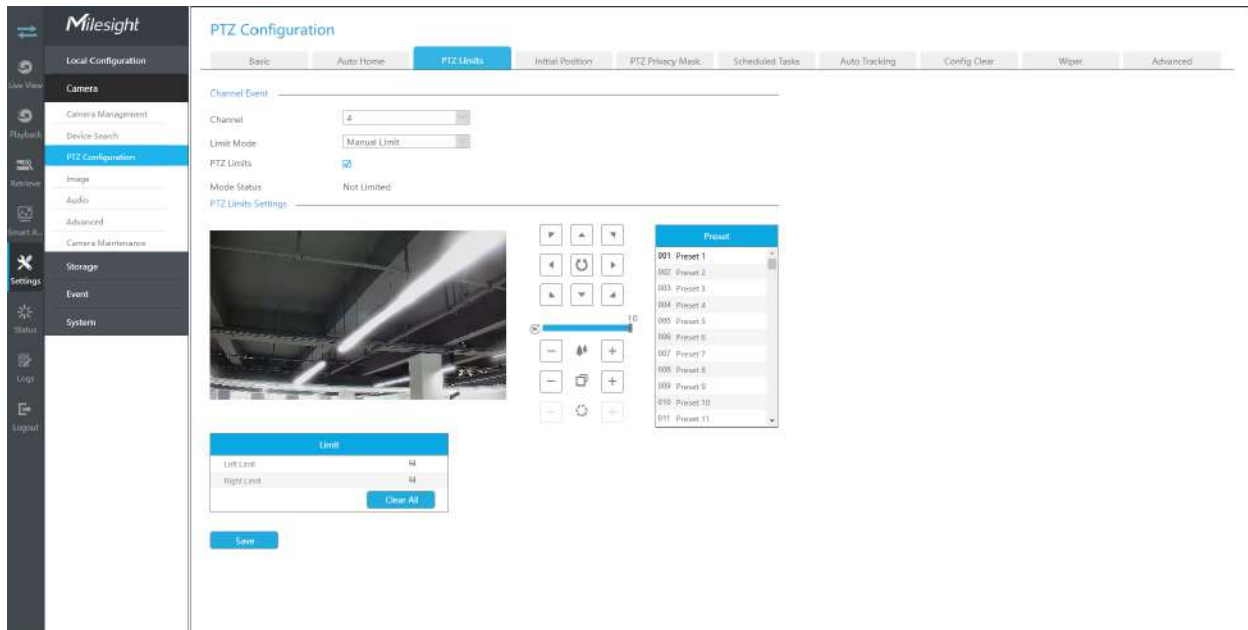 Milesight
Live View
Playback
Retrieve
Smart A...
Settings
Status
Logs
Logout
Local Configuration
Camera
Camera Management
Device Search
PTZ Configuration
Image
Audio
Advanced
Camera Maintenance
Storage
Event
System
PTZ Configuration
Basic Auto Home PTZ Limits Initial Position PTZ Privacy Mask Scheduled Tasks Auto Tracking Config Clear Wiper Advanced
Channel Event
Channel 4
Limit Mode Manual Limit
PTZ Limits
Mode Status Not Limited
PTZ Limits Settings
10
Preset
001 Preset 1
002 Preset 2
003 Preset 3
004 Preset 4
005 Preset 5
006 Preset 6
007 Preset 7
008 Preset 8
009 Preset 9
010 Preset 10
011 Preset 11
Limit
Left Limit
Right Limit
Clear All
Save